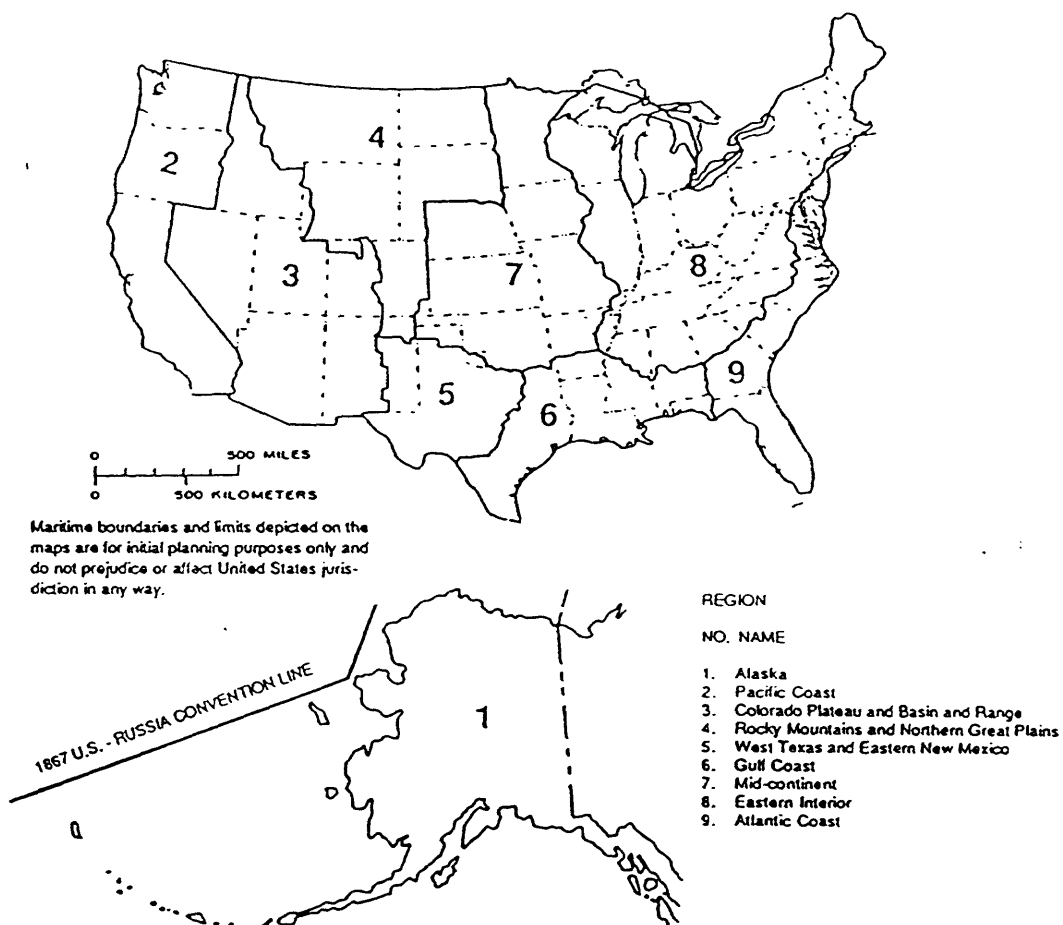 4
2
3
7
8
5
9
6
0 500 MILES
0 500 KILOMETERS
Maritime boundaries and limits depicted on the
maps are for initial planning purposes only and
do not prejudice or affect United States juris-
diction in any way.
1867 U.S. - RUSSIA CONVENTION LINE
1
REGION
NO. NAME
1. Alaska
2. Pacific Coast
3. Colorado Plateau and Basin and Range
4. Rocky Mountains and Northern Great Plains
5. West Texas and Eastern New Mexico
6. Gulf Coast
7. Mid-continent
8. Eastern Interior
9. Atlantic Coast